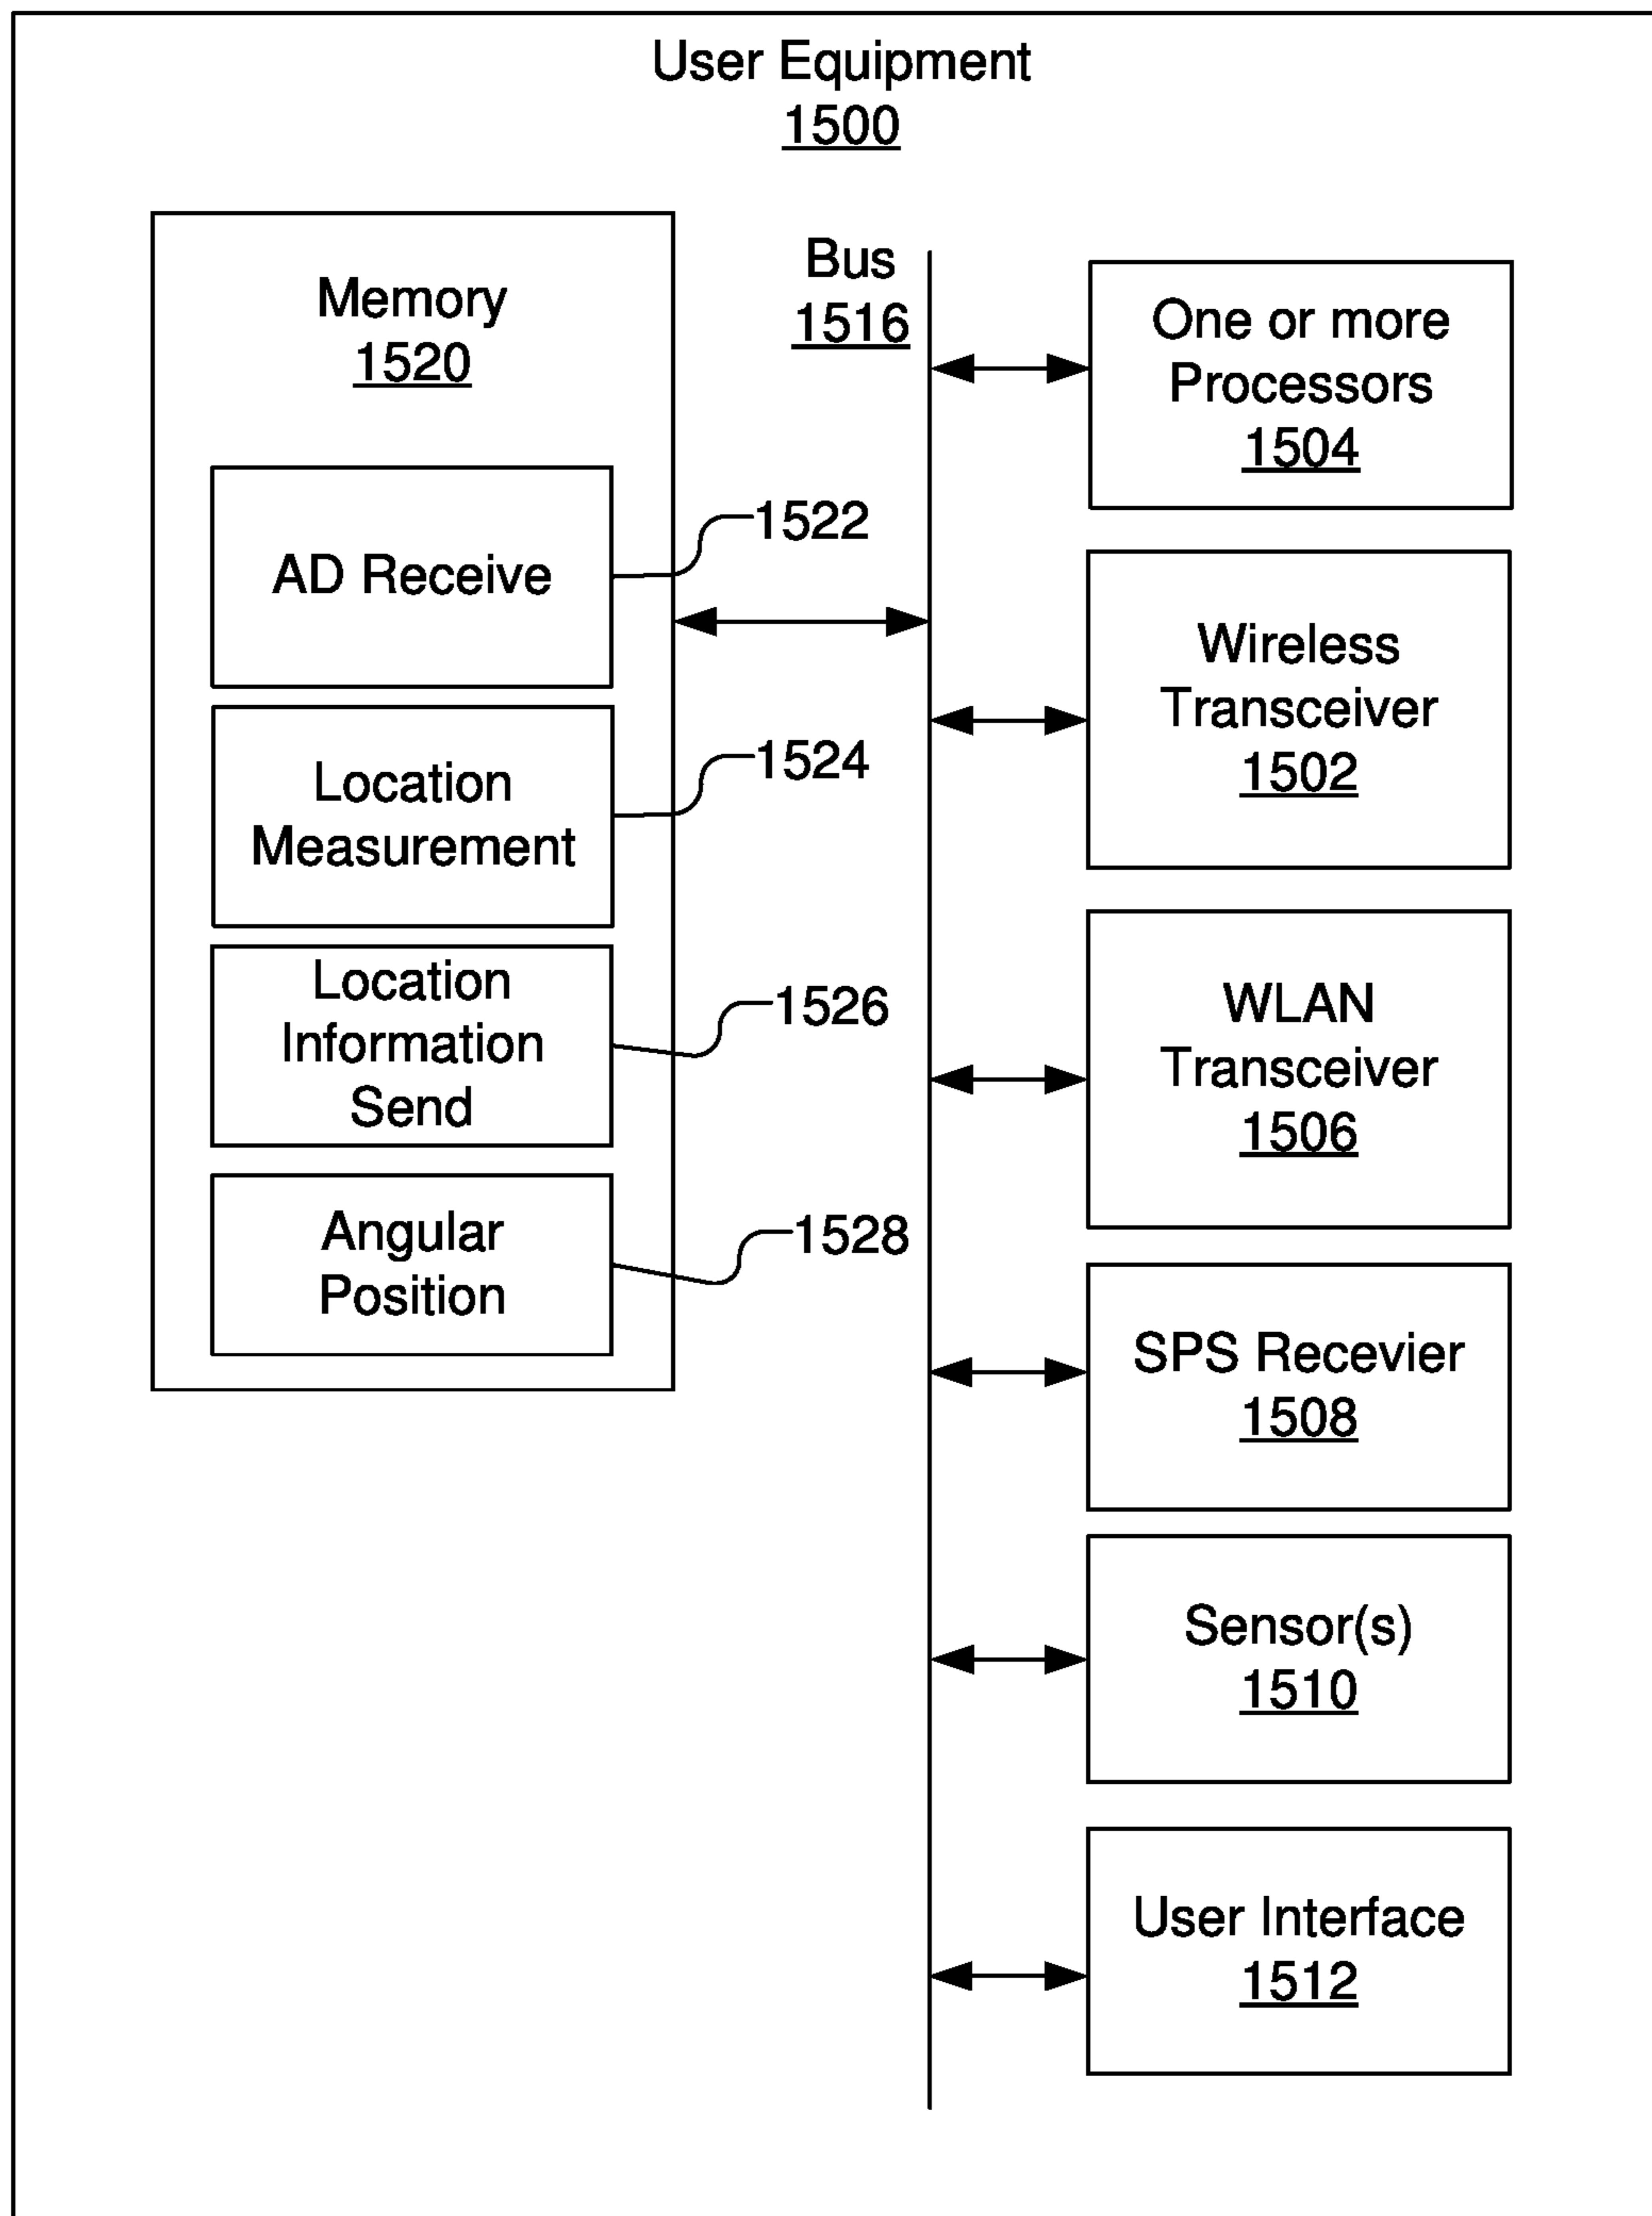 User Equipment
1500
Memory
1520
AD Receive
1522
Location
Measurement
1524
Location
Information
Send
1526
Angular
Position
1528
Bus
1516
One or more
Processors
1504
Wireless
Transceiver
1502
WLAN
Transceiver
1506
SPS Recevier
1508
Sensor(s)
1510
User Interface
1512